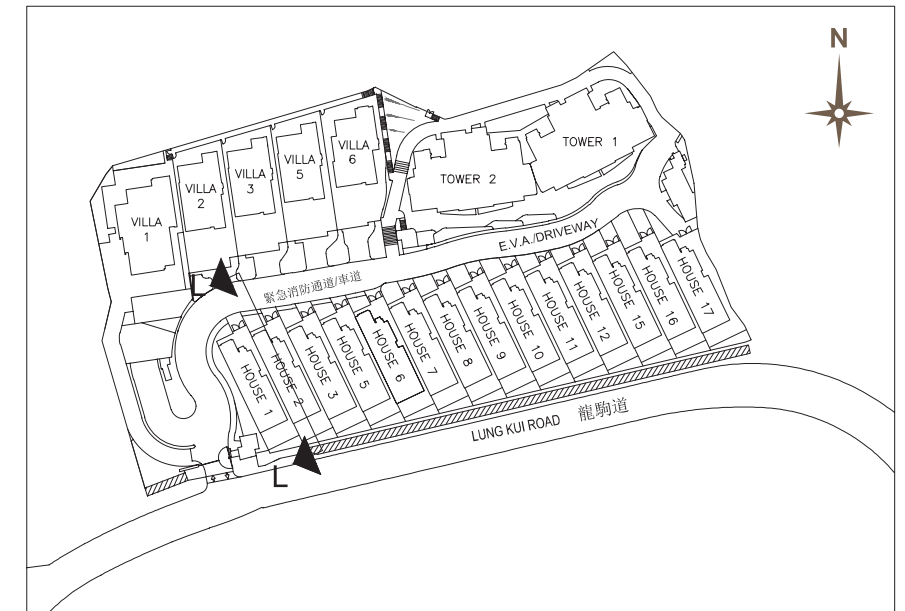 N
TOWER 1
TOWER 2
VILLA
6
VILLA
5
VILLA
3
VILLA
2
VILLA
1
E.V.A./DRIVEWAY
緊急消防通道/車道
L
HOUSE 1
HOUSE 2
HOUSE 3
HOUSE 5
HOUSE 6
HOUSE 7
HOUSE 8
HOUSE 9
HOUSE 10
HOUSE 11
HOUSE 12
HOUSE 15
HOUSE 16
HOUSE 17
LUNG KUI ROAD 龍駒道
L